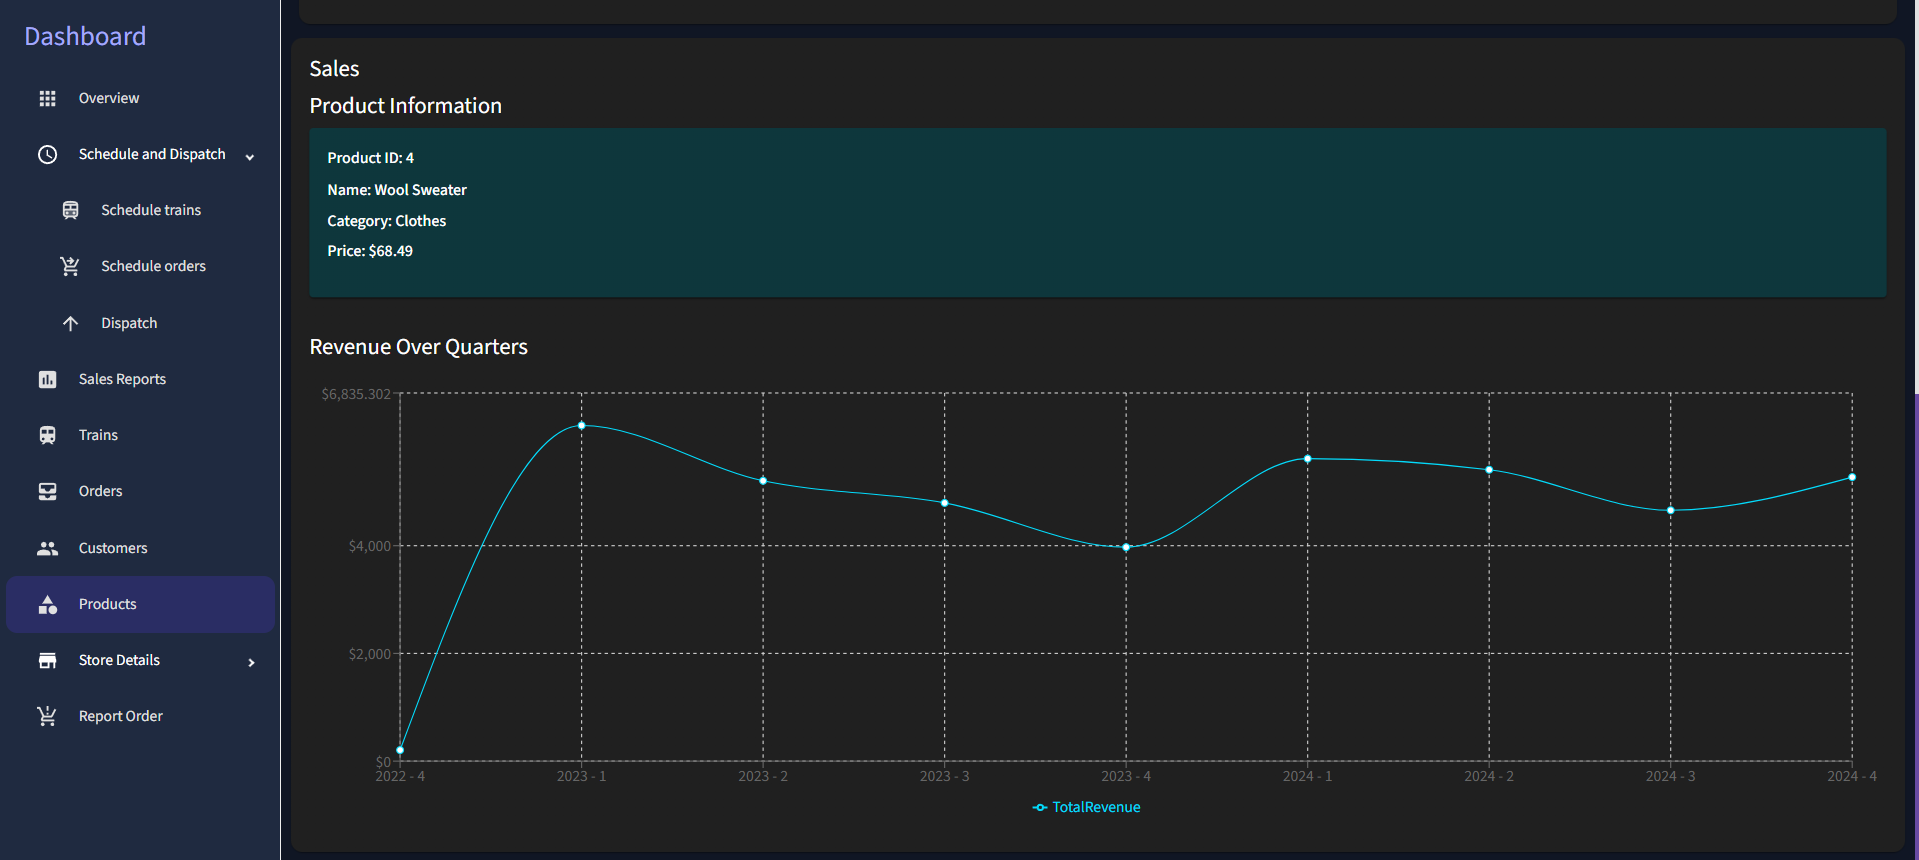 Dashboard
Overview
Schedule and Dispatch
Schedule trains
Schedule orders
Dispatch
Sales Reports
Trains
Orders
Customers
Products
Store Details
Report Order
Sales
Product Information
Product ID: 4
Name: Wool Sweater
Category: Clothes
Price: $68.49
Revenue Over Quarters
$6,835.302
$4,000
$2,000
$0
2022 - 4 2023 - 1 2023 - 2 2023 - 3 2023 - 4 2024 - 1 2024 - 2 2024 - 3 2024 - 4
TotalRevenue